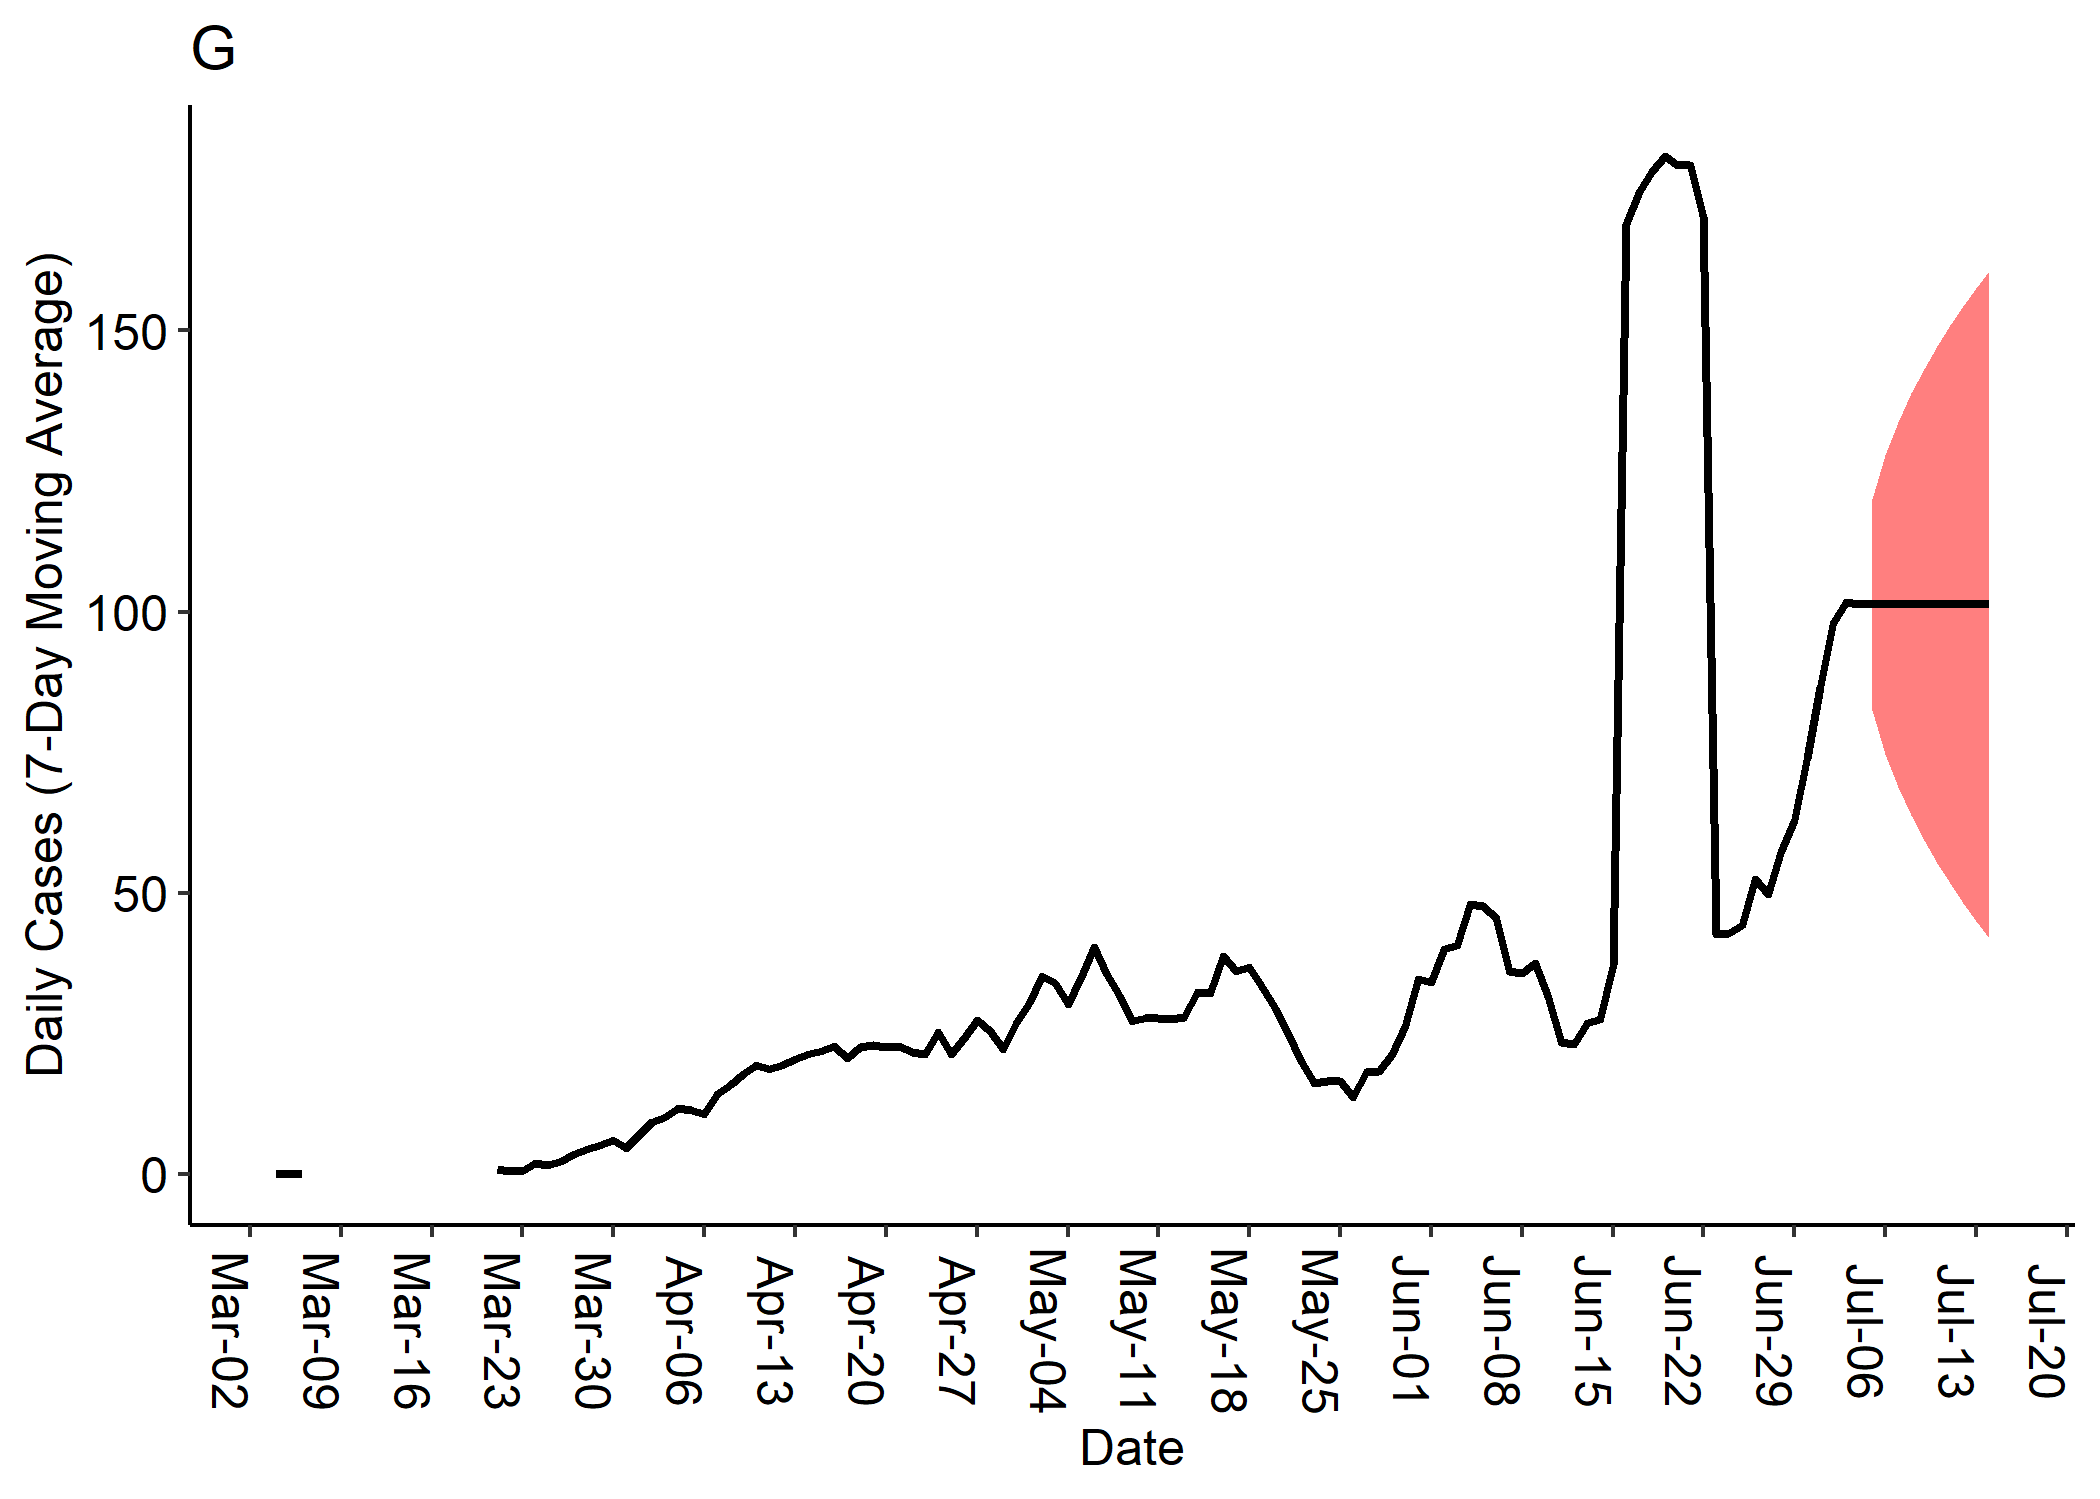 G
Daily Cases (7-Day Moving Average)
150
100
50
0
Mar-02
Mar-09
Mar-16
Mar-23
Mar-30
Apr-06
Apr-13
Apr-20
Apr-27
May-04
May-11
May-18
May-25
Jun-01
Jun-08
Jun-15
Jun-22
Jun-29
Jul-06
Jul-13
Jul-20
Date